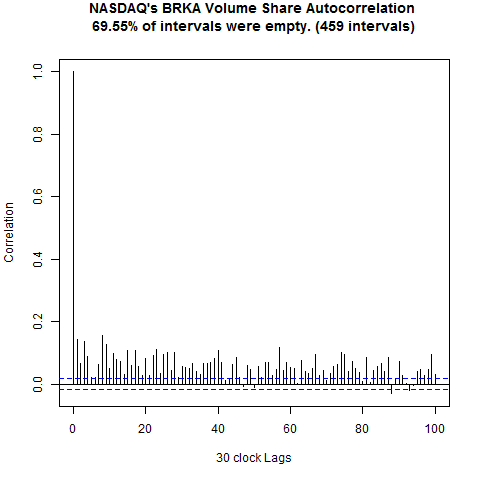 NASDAQ's BRKA Volume Share Autocorrelation
69.55% of intervals were empty. (459 intervals)
Correlation
1.0
0.8
0.6
0.4
0.2
0.0
0 20 40 60 80 100
30 clock Lags